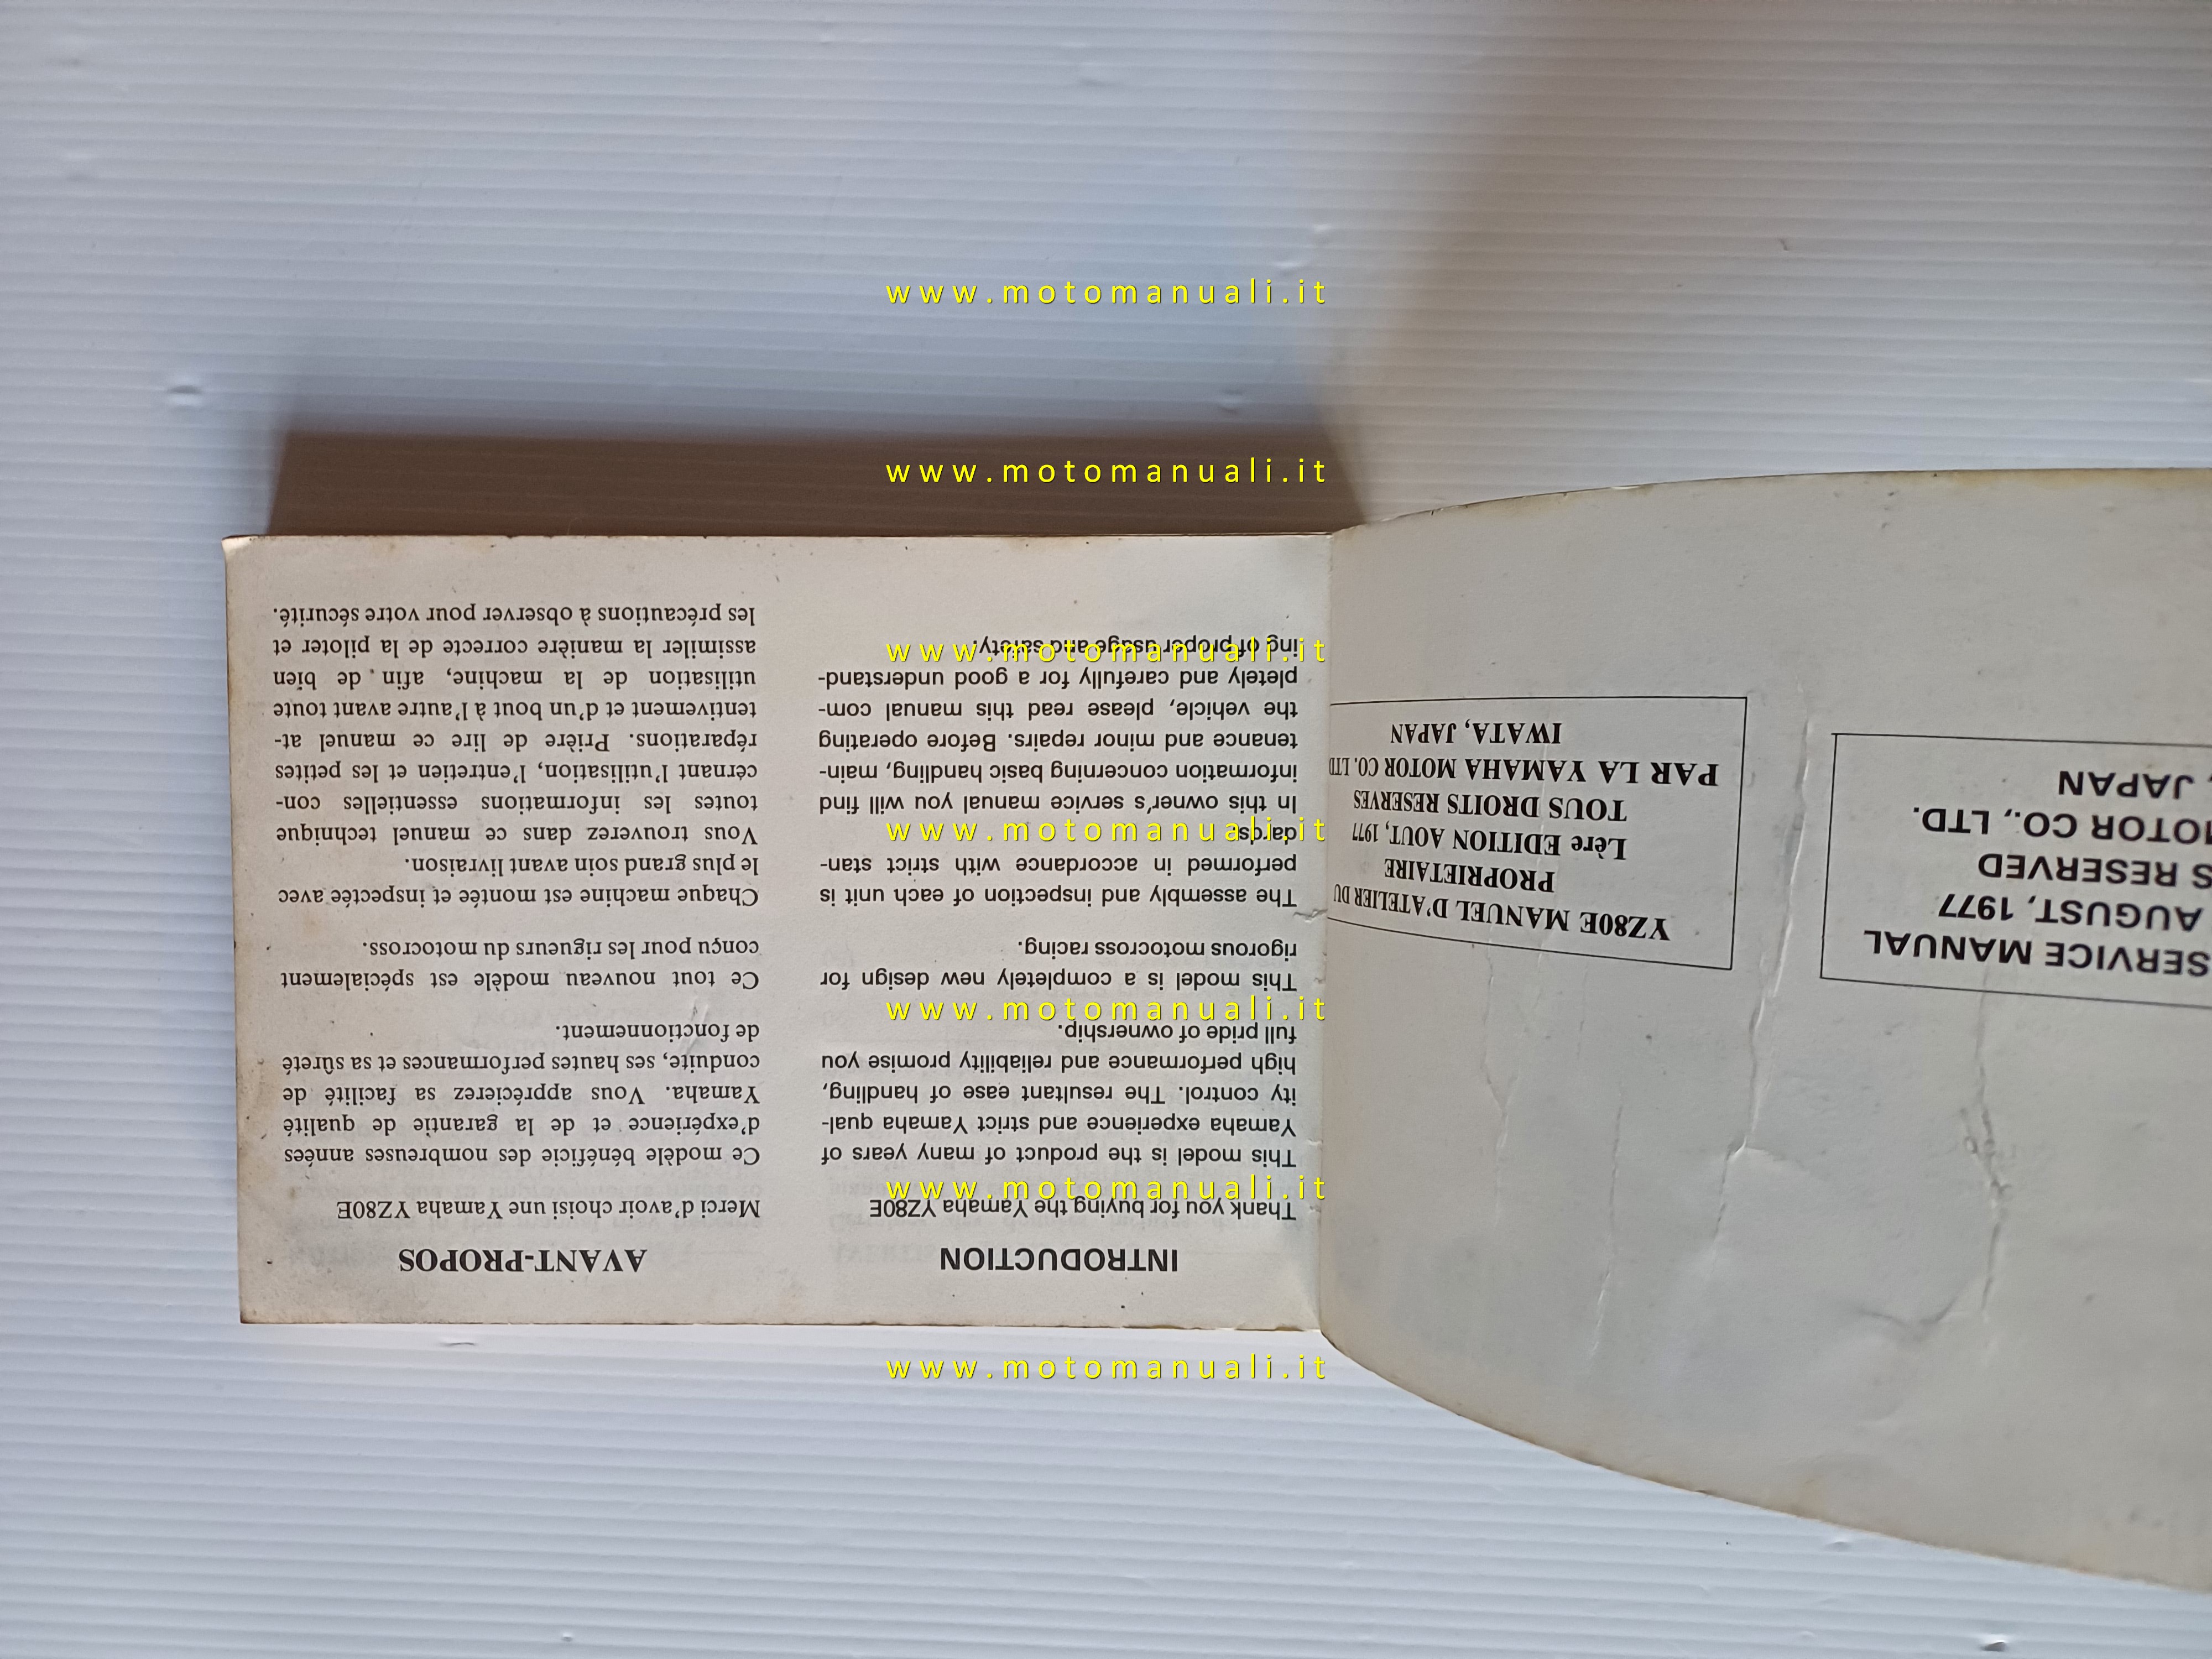 SERVICE MANUAL
AUGUST, 1977
RESERVED
MOTOR CO., LTD.
JAPAN
YZ80E MANUEL D'ATELIER DU
PROPRIETAIRE
Lère EDITION AOUT, 1977
TOUS DROITS RESERVES
PAR LA YAMAHA MOTOR CO. LTD
IWATA, JAPAN
INTRODUCTION
Thank you for buying the Yamaha YZ80E
This model is the product of many years of
Yamaha experience and strict Yamaha qual-
ity control. The resultant ease of handling,
high performance and reliability promise you
full pride of ownership.
This model is a completely new design for
rigorous motocross racing.
The assembly and inspection of each unit is
performed in accordance with strict stan-
dards.
In this owner's service manual you will find
information concerning basic handling, main-
tenance and minor repairs. Before operating
the vehicle, please read this manual com-
pletely and carefully for a good understand-
ing of proper usage and safety.
AVANT-PROPOS
Merci d'avoir choisi une Yamaha YZ80E
Ce modèle bénéficie des nombreuses années
d'expérience et de la garantie de qualité
Yamaha. Vous apprécierez sa facilité de
conduite, ses hautes performances et sa sûreté
de fonctionnement.
Ce tout nouveau modèle est spécialement
conçu pour les rigueurs du motocross.
Chaque machine est montée et inspectée avec
le plus grand soin avant livraison.
Vous trouverez dans ce manuel technique
toutes les informations essentielles con-
cérnant l'utilisation, l'entretien et les petites
réparations. Prière de lire ce manuel at-
tentivement et d'un bout à l'autre avant toute
utilisation de la machine, afin de bien
assimiler la manière correcte de la piloter et
les précautions à observer pour votre sécurité.
www.motomanuali.it
www.motomanuali.it
www.motomanuali.it
www.motomanuali.it
www.motomanuali.it
www.motomanuali.it
www.motomanuali.it